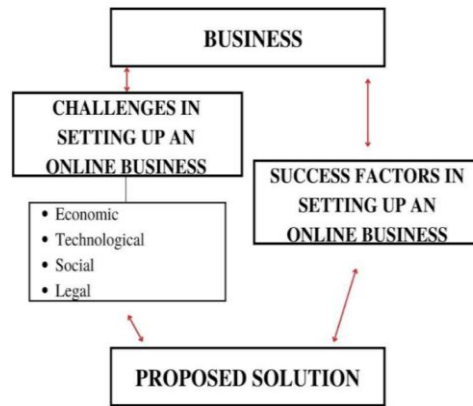 BUSINESS
CHALLENGES IN
SETTING UP AN
ONLINE BUSINESS
• Economic
• Technological
• Social
• Legal
SUCCESS FACTORS IN
SETTING UP AN
ONLINE BUSINESS
PROPOSED SOLUTION